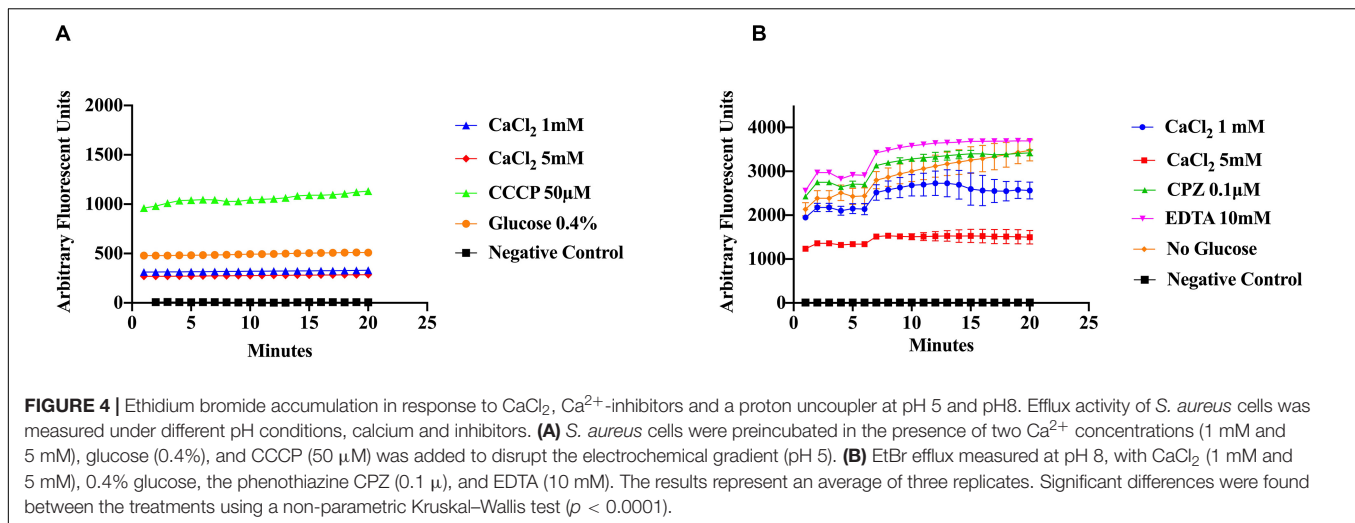 A
Arbitrary Fluorescent Units
2000
1500
1000
500
0
0
5
10
15
20
25
Minutes
CaCl₂ 1mM
CaCl₂ 5mM
CCCP 50μM
Glucose 0.4%
Negative Control
B
Arbitrary Fluorescent Units
4000
3000
2000
1000
0
0
5
10
15
20
25
Minutes
CaCl₂ 1 mM
CaCl₂ 5mM
CPZ 0.1μM
EDTA 10mM
No Glucose
Negative Control
FIGURE 4 | Ethidium bromide accumulation in response to CaCl₂, Ca²⁺-inhibitors and a proton uncoupler at pH 5 and pH8. Efflux activity of S. aureus cells was
measured under different pH conditions, calcium and inhibitors. (A) S. aureus cells were preincubated in the presence of two Ca²⁺ concentrations (1 mM and
5 mM), glucose (0.4%), and CCCP (50 μM) was added to disrupt the electrochemical gradient (pH 5). (B) EtBr efflux measured at pH 8, with CaCl₂ (1 mM and
5 mM), 0.4% glucose, the phenothiazine CPZ (0.1 μ), and EDTA (10 mM). The results represent an average of three replicates. Significant differences were found
between the treatments using a non-parametric Kruskal–Wallis test (p < 0.0001).